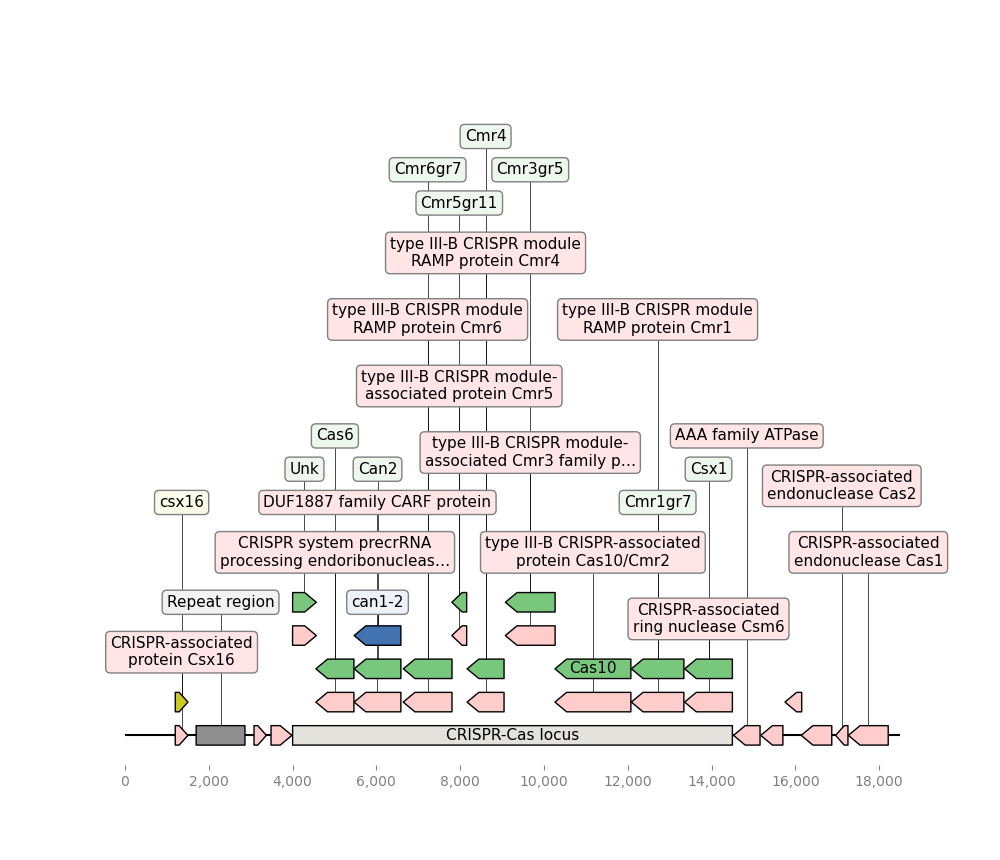 Cmr4
Cmr6gr7
Cmr3gr5
Cmr5gr11
type III-B CRISPR module
RAMP protein Cmr4
type III-B CRISPR module
RAMP protein Cmr6
type III-B CRISPR module
RAMP protein Cmr1
type III-B CRISPR module-
associated protein Cmr5
Cas6
AAA family ATPase
type III-B CRISPR module-
associated Cmr3 family p…
Unk
Can2
Csx1
CRISPR-associated
endonuclease Cas2
csx16
DUF1887 family CARF protein
Cmr1gr7
CRISPR system precrRNA
processing endoribonucleas…
type III-B CRISPR-associated
protein Cas10/Cmr2
CRISPR-associated
endonuclease Cas1
Repeat region
can1-2
CRISPR-associated
ring nuclease Csm6
CRISPR-associated
protein Csx16
Cas10
CRISPR-Cas locus
0
2,000
4,000
6,000
8,000
10,000
12,000
14,000
16,000
18,000